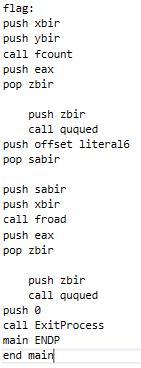 flag:
push xbir
push ybir
call fcount
push eax
pop zbir
push zbir
call ququed
push offset literal6
pop sabir
push sabir
push xbir
call froad
push eax
pop zbir
push zbir
call ququed
push 0
call ExitProcess
main ENDP
end main